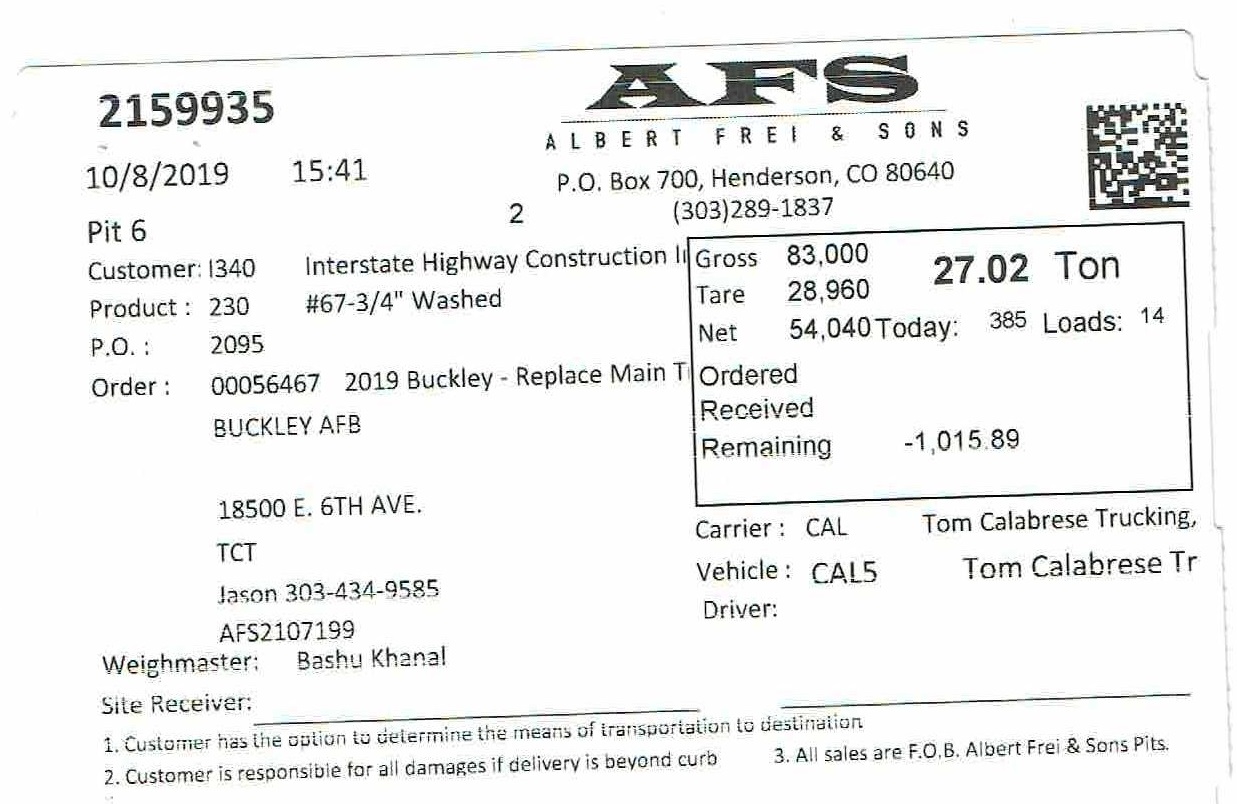 2159935
AFS
ALBERT FREI & SONS
10/8/2019 15:41
P.O. Box 700, Henderson, CO 80640
(303)289-1837
Pit 6
2
Customer: I340 Interstate Highway Construction I
Product : 230 #67-3/4" Washed
P.O. : 2095
Order : 00056467 2019 Buckley - Replace Main T
BUCKLEY AFB
18500 E. 6TH AVE.
TCT
Jason 303-434-9585
AFS2107199
Gross 83,000 27.02 Ton
Tare 28,960
Net 54,040 Today: 385 Loads: 14
Ordered
Received
Remaining -1,015.89
Carrier : CAL Tom Calabrese Trucking,
Vehicle : CAL5 Tom Calabrese Tr
Driver:
Weighmaster: Bashu Khanal
Site Receiver:
1. Customer has the option to determine the means of transportation to destination
2. Customer is responsible for all damages if delivery is beyond curb 3. All sales are F.O.B. Albert Frei & Sons Pits.